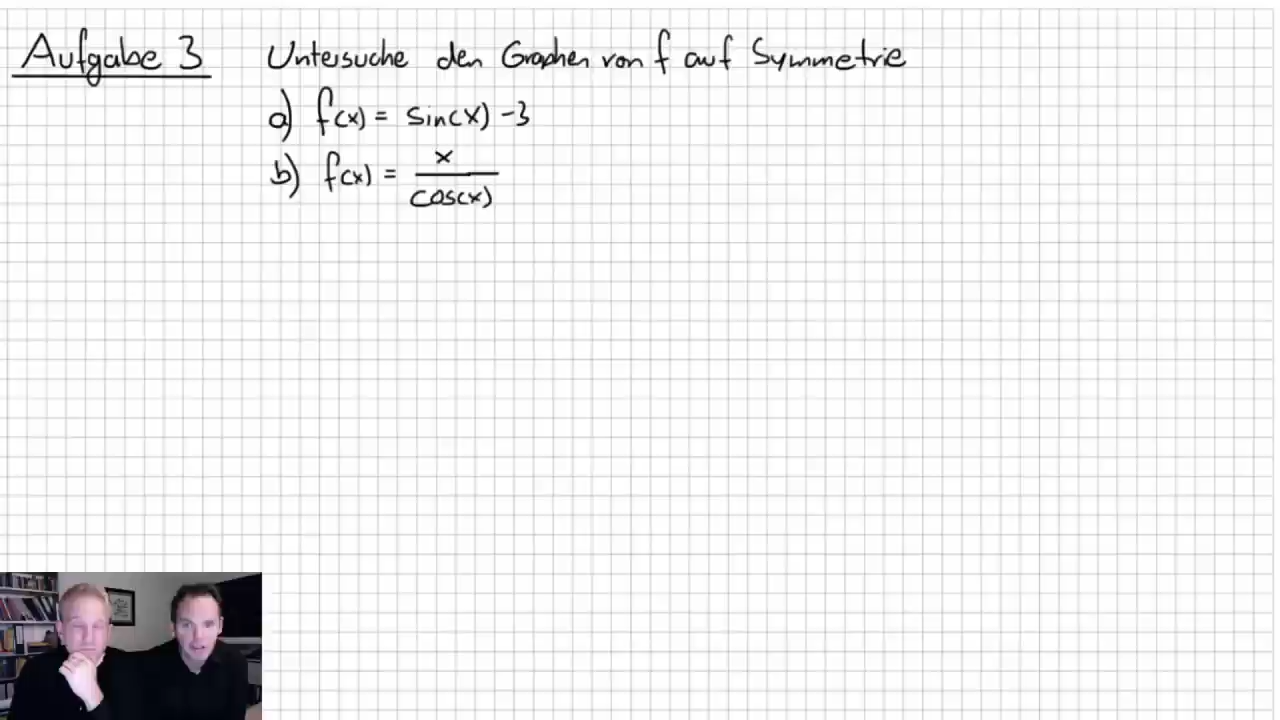 Aufgabe 3 Untersuche den Graphen von f auf Symmetrie
a) f(x) = sin(x) - 3
b) f(x) = x / cos(x)